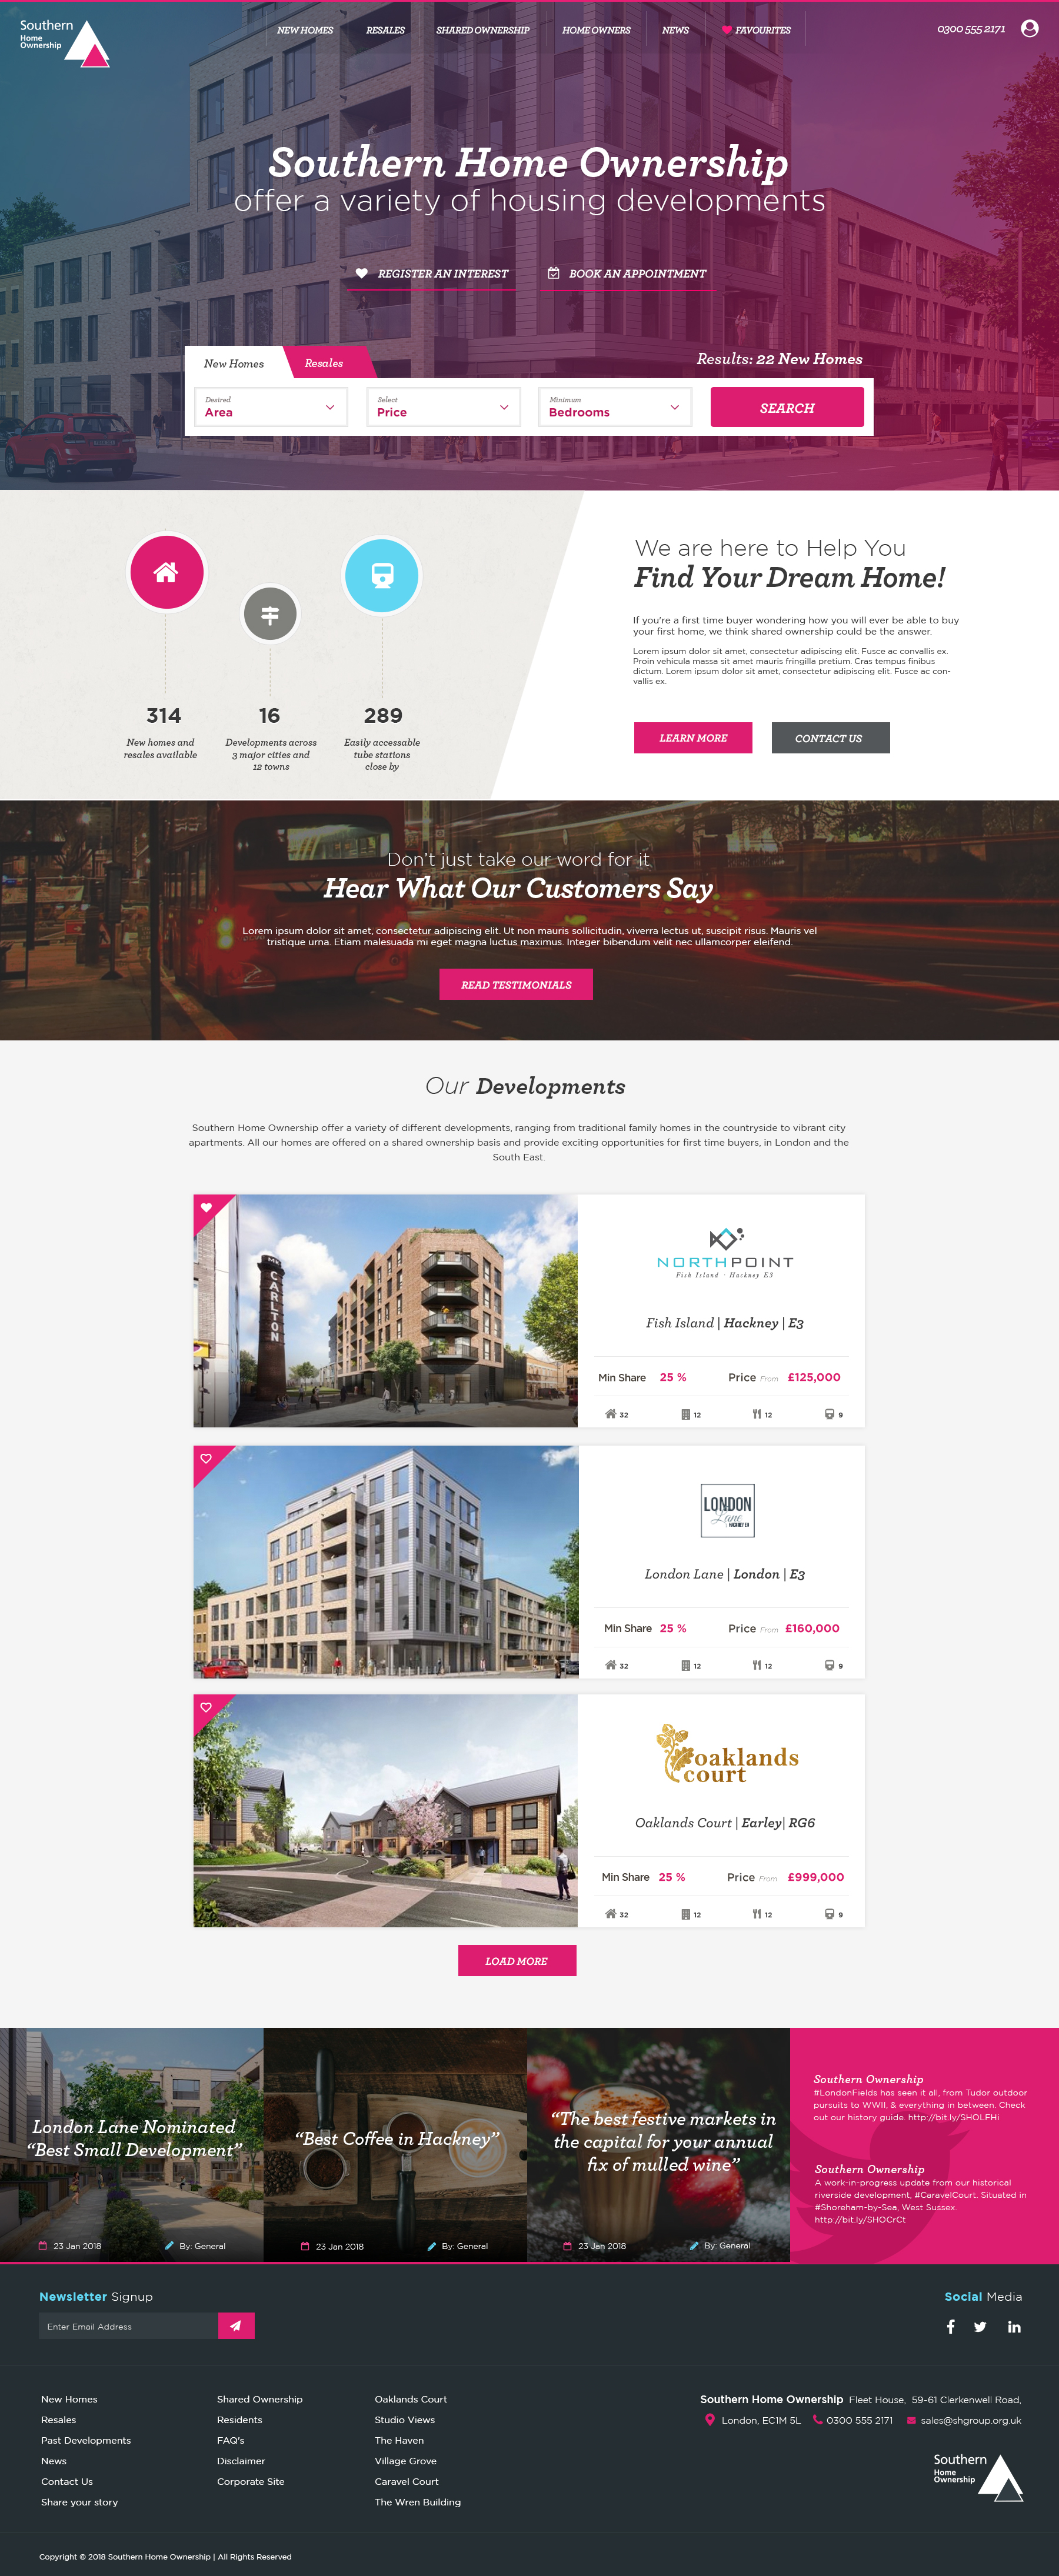 Southern
Home
Ownership
NEW HOMES
RESALES
SHARED OWNERSHIP
HOME OWNERS
NEWS
FAVOURITES
0300 555 2171
Southern Home Ownership
offer a variety of housing developments
REGISTER AN INTEREST
BOOK AN APPOINTMENT
New Homes
Resales
Results: 22 New Homes
Desired
Area
Select
Price
Minimum
Bedrooms
SEARCH
314
New homes and
resales available
16
Developments across
3 major cities and
12 towns
289
Easily accessable
tube stations
close by
We are here to Help You
Find Your Dream Home!
If you're a first time buyer wondering how you will ever be able to buy
your first home, we think shared ownership could be the answer.
Lorem ipsum dolor sit amet, consectetur adipiscing elit. Fusce ac convallis ex.
Proin vehicula massa sit amet mauris fringilla pretium. Cras tempus finibus
dictum. Lorem ipsum dolor sit amet, consectetur adipiscing elit. Fusce ac con-
vallis ex.
LEARN MORE
CONTACT US
Don't just take our word for it
Hear What Our Customers Say
Lorem ipsum dolor sit amet, consectetur adipiscing elit. Ut non mauris sollicitudin, viverra lectus ut, suscipit risus. Mauris vel
tristique urna. Etiam malesuada mi eget magna luctus maximus. Integer bibendum velit nec ullamcorper eleifend.
READ TESTIMONIALS
Our Developments
Southern Home Ownership offer a variety of different developments, ranging from traditional family homes in the countryside to vibrant city
apartments. All our homes are offered on a shared ownership basis and provide exciting opportunities for first time buyers, in London and the
South East.
CARLTON
NORTHPOINT
Fish Island · Hackney E3
Fish Island | Hackney | E3
Min Share 25 %
Price From £125,000
32
12
12
9
LONDON
Lane
HACKNEY E8
London Lane | London | E3
Min Share 25 %
Price From £160,000
32
12
12
9
oaklands
court
Oaklands Court | Earley| RG6
Min Share 25 %
Price From £999,000
32
12
12
9
LOAD MORE
London Lane Nominated
“Best Small Development”
23 Jan 2018
By: General
“Best Coffee in Hackney”
23 Jan 2018
By: General
“The best festive markets in
the capital for your annual
fix of mulled wine”
23 Jan 2018
By: General
Southern Ownership
#LondonFields has seen it all, from Tudor outdoor
pursuits to WWII, & everything in between. Check
out our history guide. http://bit.ly/SHOLFHi
Southern Ownership
A work-in-progress update from our historical
riverside development, #CaravelCourt. Situated in
#Shoreham-by-Sea, West Sussex.
http://bit.ly/SHOCrCt
Newsletter Signup
Enter Email Address
Social Media
New Homes
Resales
Past Developments
News
Contact Us
Share your story
Shared Ownership
Residents
FAQ's
Disclaimer
Corporate Site
Oaklands Court
Studio Views
The Haven
Village Grove
Caravel Court
The Wren Building
Southern Home Ownership Fleet House, 59-61 Clerkenwell Road,
London, EC1M 5L 0300 555 2171 sales@shgroup.org.uk
Southern
Home
Ownership
Copyright © 2018 Southern Home Ownership | All Rights Reserved